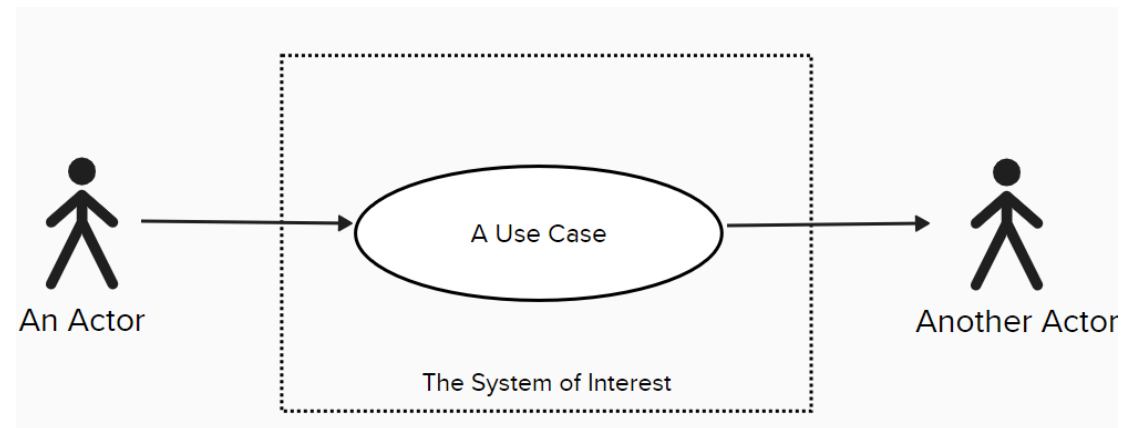 A Use Case
An Actor
Another Actor
The System of Interest